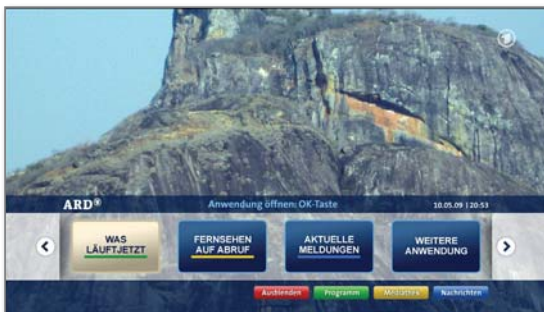 ARD® Anwendung öffnen: OK-Taste 10.05.09 | 20:53
WAS
LÄUFTJETZT
FERNSEHEN
AUF ABRUF
AKTUELLE
MELDUNGEN
WEITERE
ANWENDUNG
Ausblenden Programm Mediathek Nachrichten